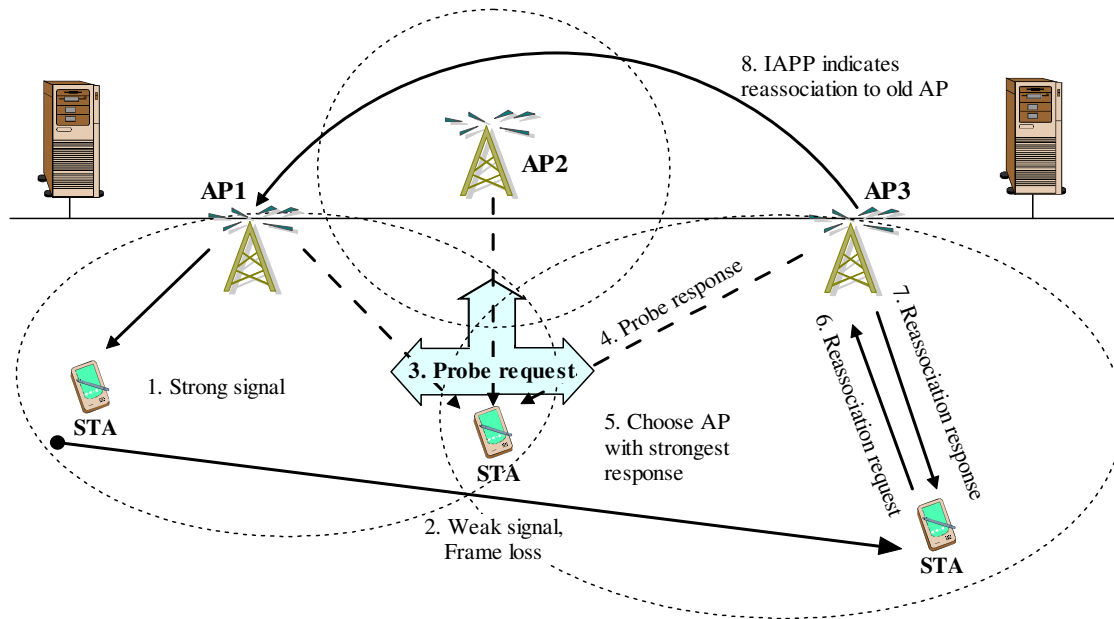 8. IAPP indicates
reassociation to old AP
AP2
AP1
AP3
4. Probe response
7. Reassociation response
6. Reassociation request
3. Probe request
1. Strong signal
STA
5. Choose AP
with strongest
response
STA
2. Weak signal,
Frame loss
STA